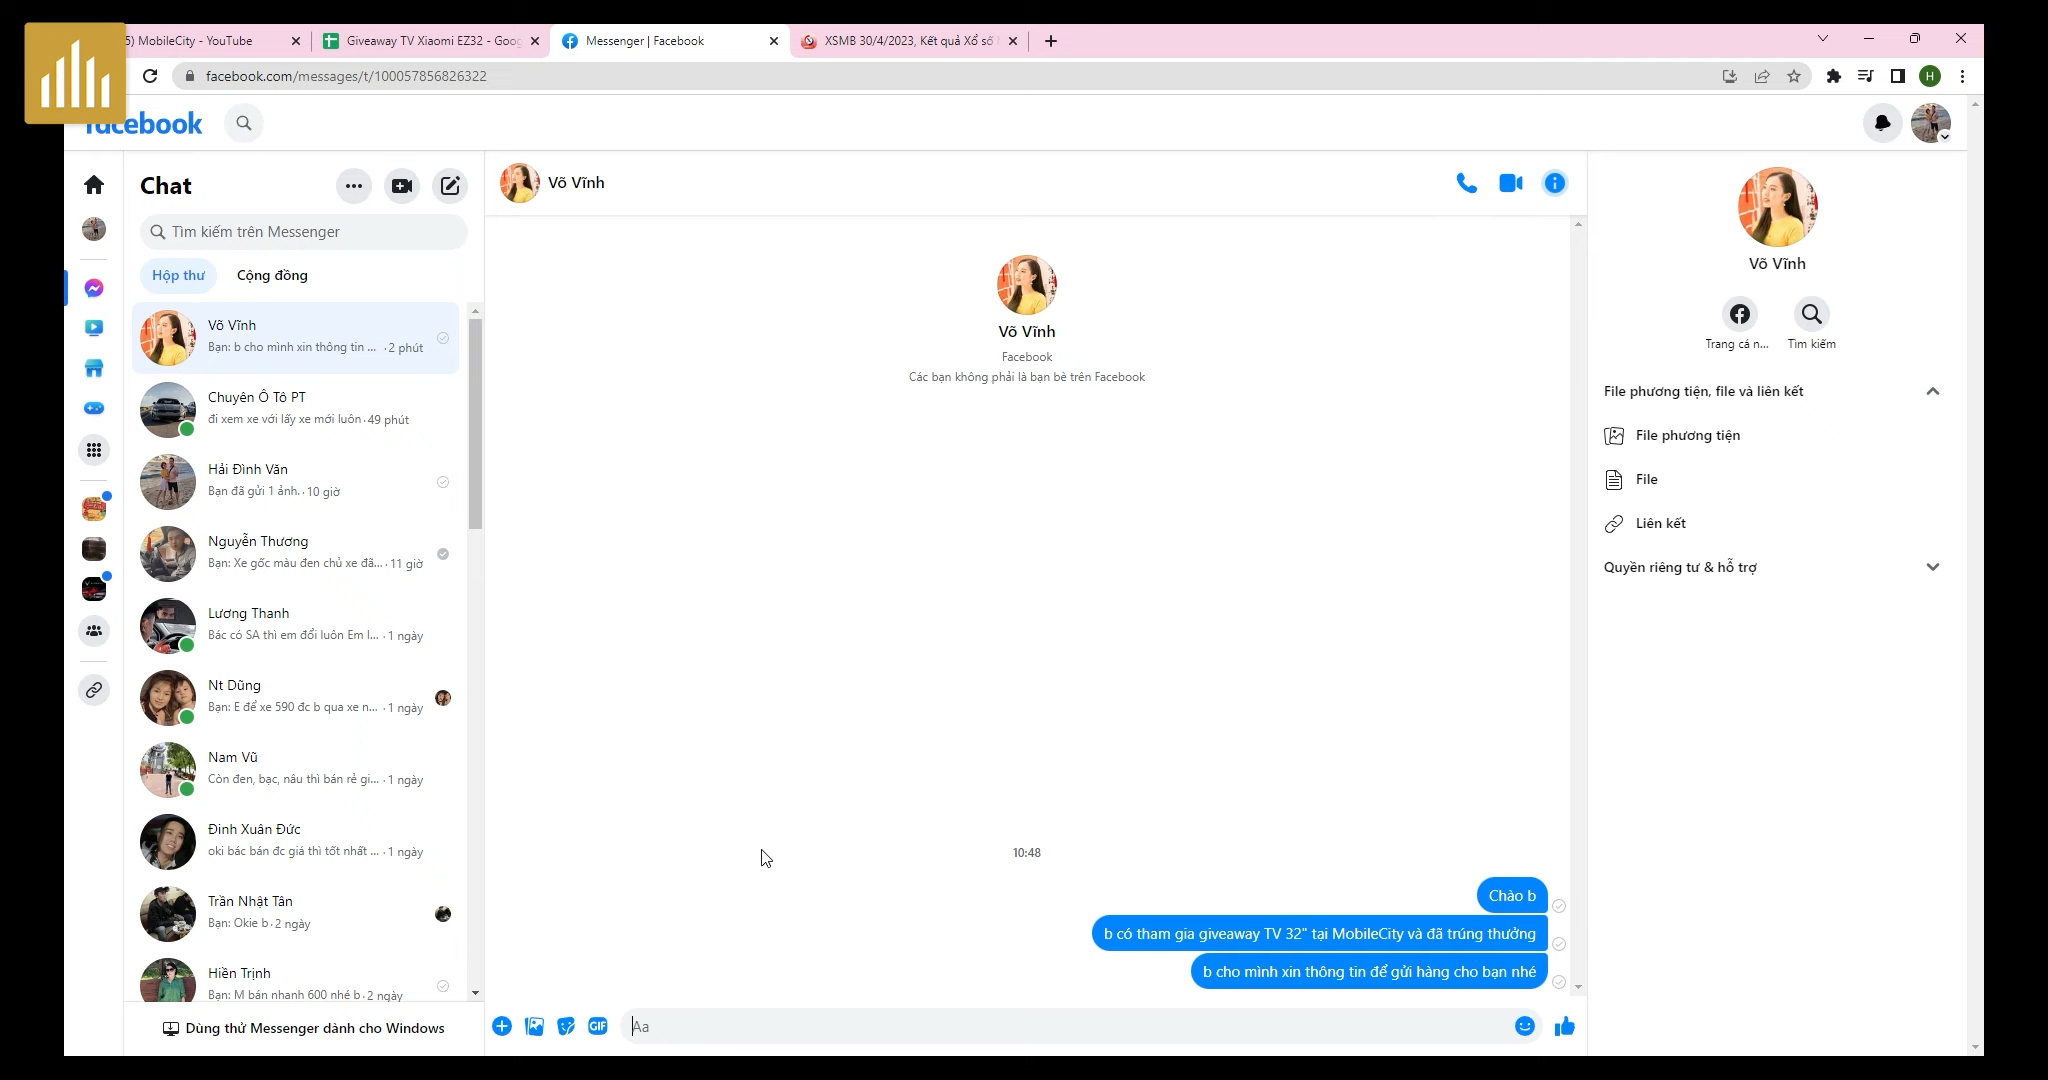 5) MobileCity - YouTube
Giveaway TV Xiaomi EZ32 - Goog
Messenger | Facebook
XSMB 30/4/2023, Kết quả Xổ số
facebook.com/messages/t/100057856826322
H
facebook
Chat
Tìm kiếm trên Messenger
Hộp thư
Cộng đồng
Võ Vĩnh
Bạn: b cho mình xin thông tin ... · 2 phút
Chuyên Ô Tô PT
đi xem xe với lấy xe mới luôn · 49 phút
Hải Đình Văn
Bạn đã gửi 1 ảnh. · 10 giờ
Nguyễn Thương
Bạn: Xe gốc màu đen chủ xe đã... · 11 giờ
Lương Thanh
Bác có SA thì em đổi luôn Em l... · 1 ngày
Nt Dũng
Bạn: E để xe 590 đc b qua xe n... · 1 ngày
Nam Vũ
Còn đen, bạc, nâu thì bán rẻ gi... · 1 ngày
Đinh Xuân Đức
oki bác bán đc giá thì tốt nhất ... · 1 ngày
Trần Nhật Tân
Bạn: Okie b · 2 ngày
Hiền Trịnh
Bạn: M bán nhanh 600 nhé b · 2 ngày
Dùng thử Messenger dành cho Windows
Võ Vĩnh
Võ Vĩnh
Facebook
Các bạn không phải là bạn bè trên Facebook
10:48
Chào b
b có tham gia giveaway TV 32" tại MobileCity và đã trúng thưởng
b cho mình xin thông tin để gửi hàng cho bạn nhé
GIF
Aa
Võ Vĩnh
Trang cá n...
Tìm kiếm
File phương tiện, file và liên kết
File phương tiện
File
Liên kết
Quyền riêng tư & hỗ trợ